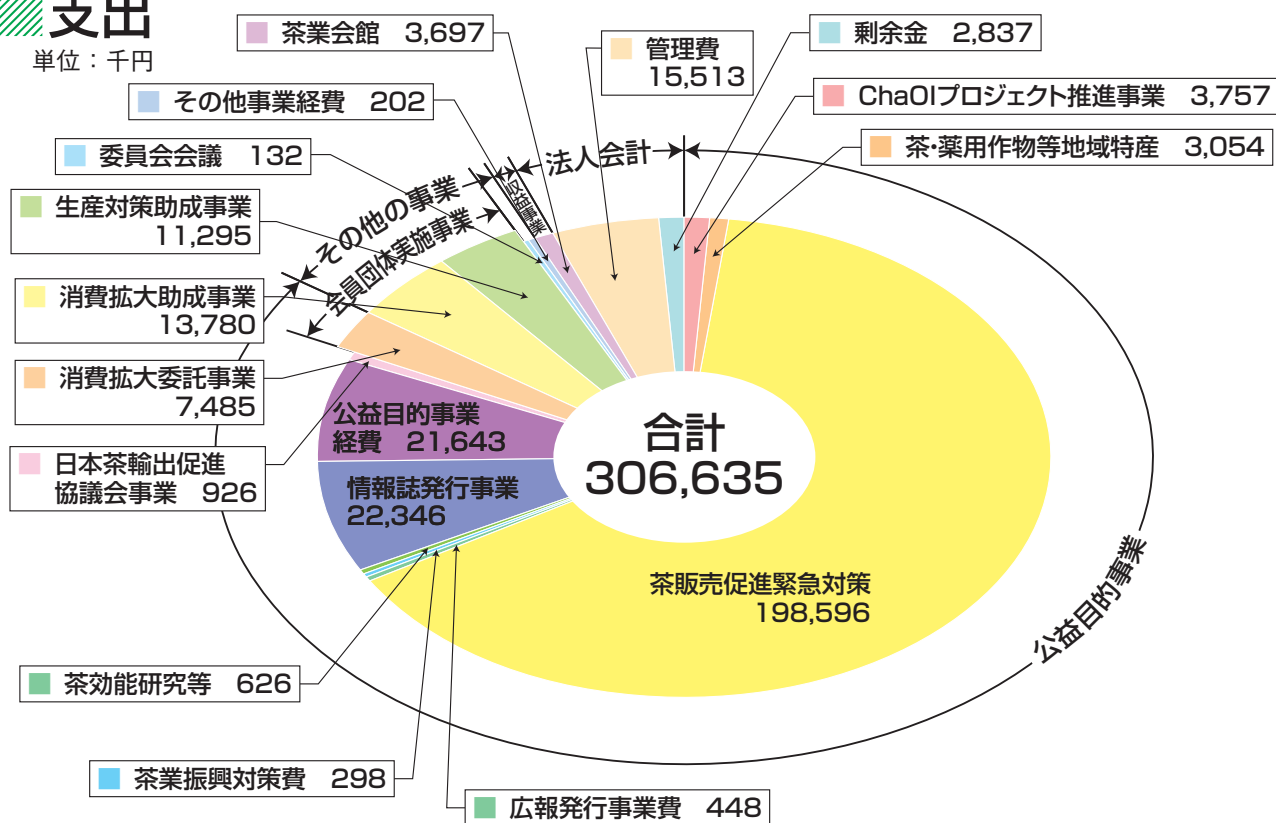 支出
単位：千円
茶業会館 3,697
管理費
15,513
剰余金 2,837
その他事業経費 202
ChaOIプロジェクト推進事業 3,757
委員会会議 132
茶・薬用作物等地域特産 3,054
生産対策助成事業
11,295
消費拡大助成事業
13,780
消費拡大委託事業
7,485
日本茶輸出促進
協議会事業 926
法人会計
収益事業
その他の事業
会員団体実施事業
公益目的事業
経費 21,643
情報誌発行事業
22,346
合計
306,635
茶販売促進緊急対策
198,596
公益目的事業
茶効能研究等 626
茶業振興対策費 298
広報発行事業費 448